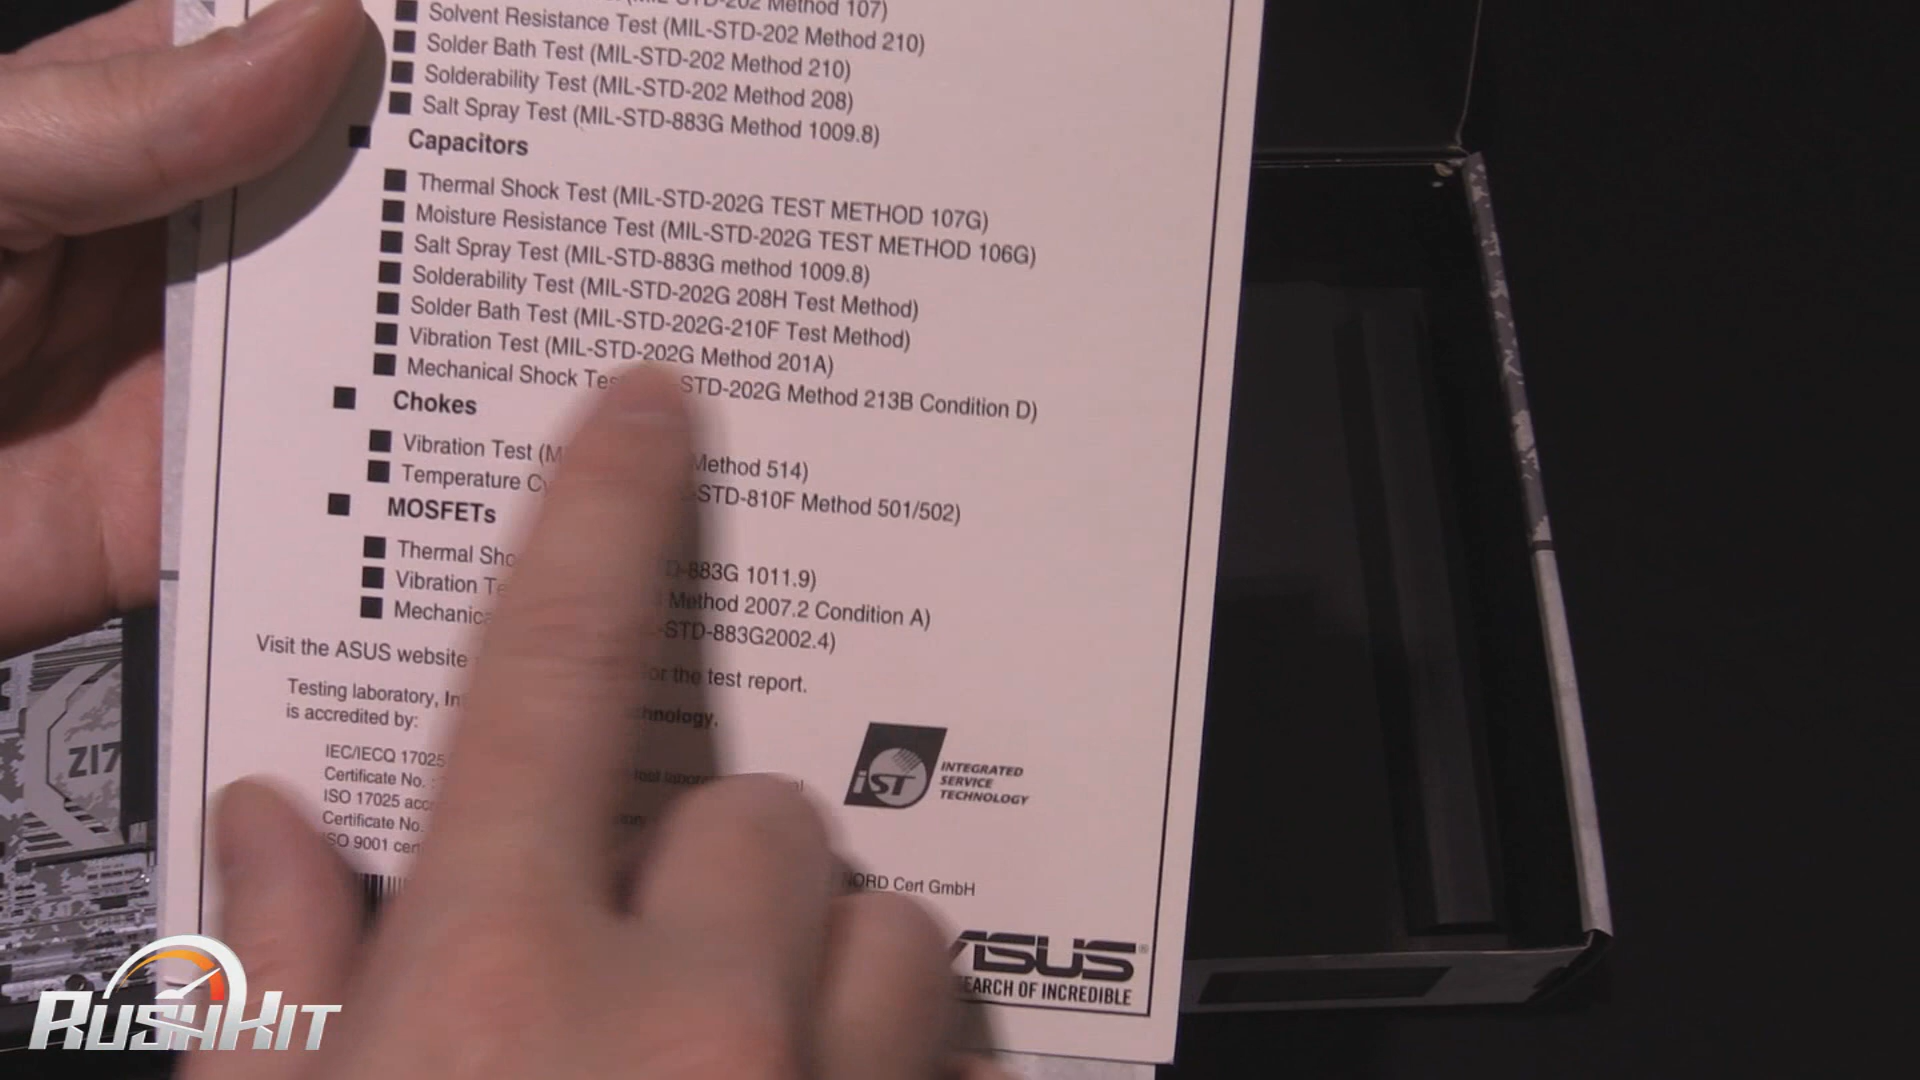 MIL-STD-202 Method 107)
Solvent Resistance Test (MIL-STD-202 Method 210)
Solder Bath Test (MIL-STD-202 Method 210)
Solderability Test (MIL-STD-202 Method 208)
Salt Spray Test (MIL-STD-883G Method 1009.8)
Capacitors
Thermal Shock Test (MIL-STD-202G TEST METHOD 107G)
Moisture Resistance Test (MIL-STD-202G TEST METHOD 106G)
Salt Spray Test (MIL-STD-883G method 1009.8)
Solderability Test (MIL-STD-202G 208H Test Method)
Solder Bath Test (MIL-STD-202G-210F Test Method)
Vibration Test (MIL-STD-202G Method 201A)
Mechanical Shock STD-202G Method 213B Condition D)
Chokes
Vibration Test Method 514)
Temperature STD-810F Method 501/502)
MOSFETs
Thermal 883G 1011.9)
Vibration Method 2007.2 Condition A)
-STD-883G2002.4)
Visit the ASUS website for the test report.
Testing laboratory,
is accredited by:
IEC/IECQ 17025
Certificate No. :
ISO 17025
Certificate No.
ISO 9001
NORD Cert GmbH
iST INTEGRATED
SERVICE
TECHNOLOGY
ASUS
OF INCREDIBLE
Z17
RUSHKIT